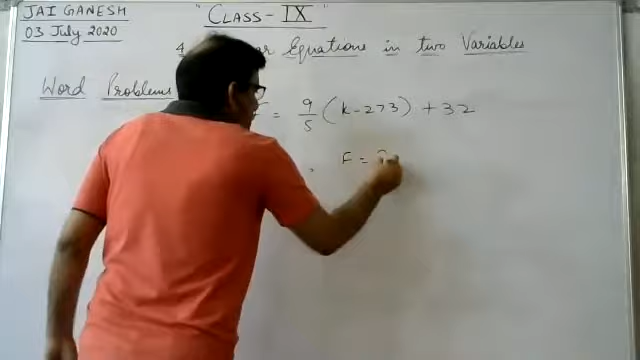 JAI GANESH
03 July 2020
"CLASS - IX"
4. Equations in two Variables
Word Problems
F = 9/5 (K - 273) + 32
F =